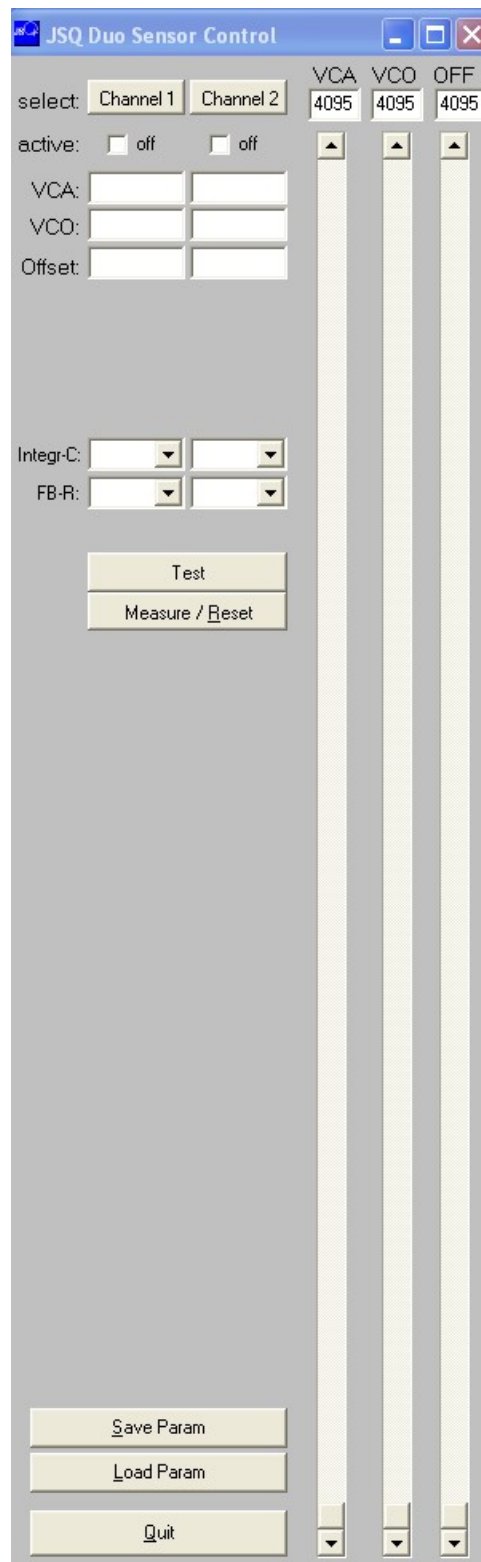 JSQ Duo Sensor Control
VCA VCO OFF
select: Channel 1 Channel 2 4095 4095 4095
active: off off
VCA:
VCO:
Offset:
Integr-C:
FB-R:
Test
Measure / Reset
Save Param
Load Param
Quit